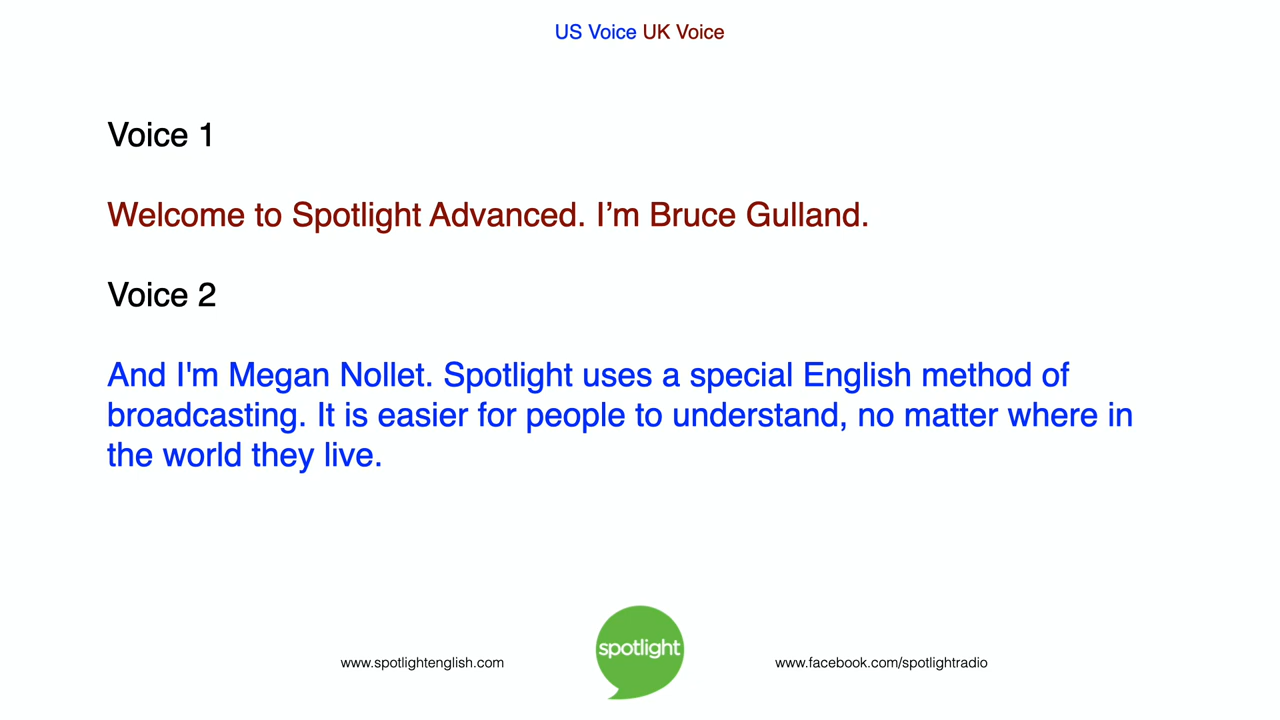 US Voice UK Voice
Voice 1
Welcome to Spotlight Advanced. I’m Bruce Gulland.
Voice 2
And I'm Megan Nollet. Spotlight uses a special English method of
broadcasting. It is easier for people to understand, no matter where in
the world they live.
spotlight
www.spotlightenglish.com
www.facebook.com/spotlightradio